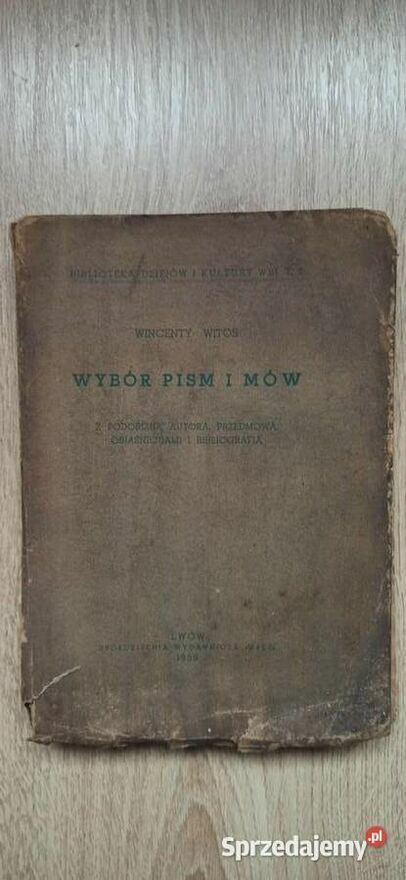 BIBLIOTEKA DZIEJÓW I KULTURY WSI T.
WINCENTY WITOS
WYBÓR PISM I MÓW
Z PODOBIZNĄ AUTORA, PRZEDMOWĄ,
OBJAŚNIENIAMI I BIBLIOGRAFIĄ
LWÓW
SPÓŁDZIELNIA WYDAWNICZA „WIEŚ”
1939
Sprzedajemy.pl